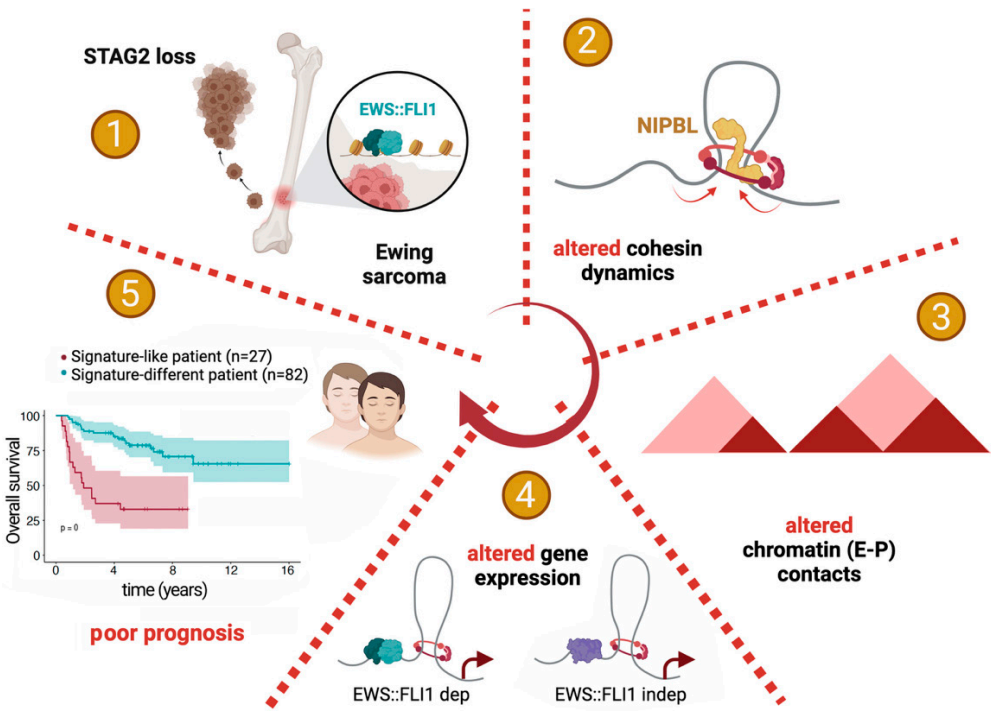 1
STAG2 loss
EWS::FLI1
Ewing
sarcoma
2
NIPBL
altered cohesin
dynamics
3
altered
chromatin (E-P)
contacts
4
altered gene
expression
EWS::FLI1 dep
EWS::FLI1 indep
5
Signature-like patient (n=27)
Signature-different patient (n=82)
Overall survival
100
75
50
25
0
p = 0
0 4 8 12 16
time (years)
poor prognosis